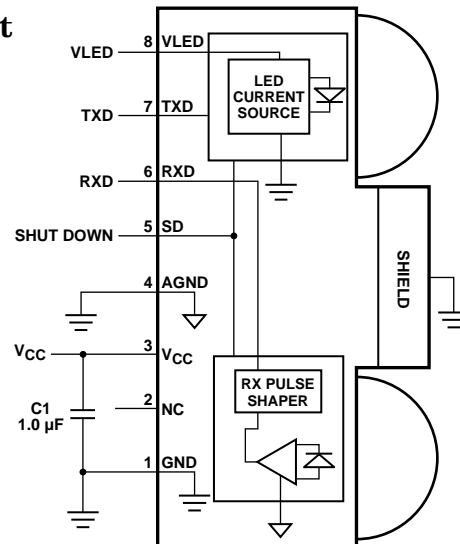 t
8 VLED
VLED
LED
CURRENT
SOURCE
7 TXD
TXD
6 RXD
RXD
5 SD
SHUT DOWN
SHIELD
4 AGND
3
VCC
VCC
RX PULSE
SHAPER
2
NC
C1
1.0 µF
1 GND